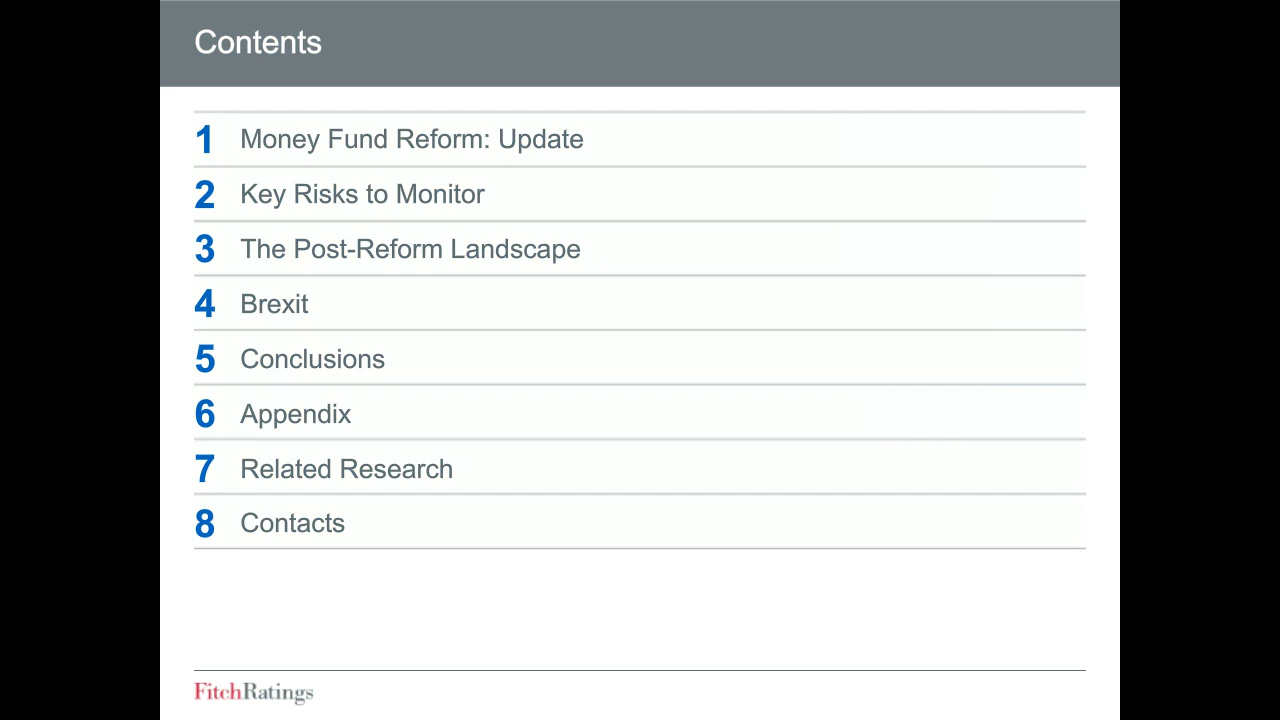 Contents
1 Money Fund Reform: Update
2 Key Risks to Monitor
3 The Post-Reform Landscape
4 Brexit
5 Conclusions
6 Appendix
7 Related Research
8 Contacts
FitchRatings